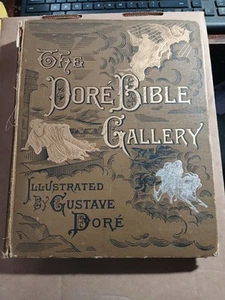 The
Doré Bible
Gallery
Illustrated
By Gustave
Doré